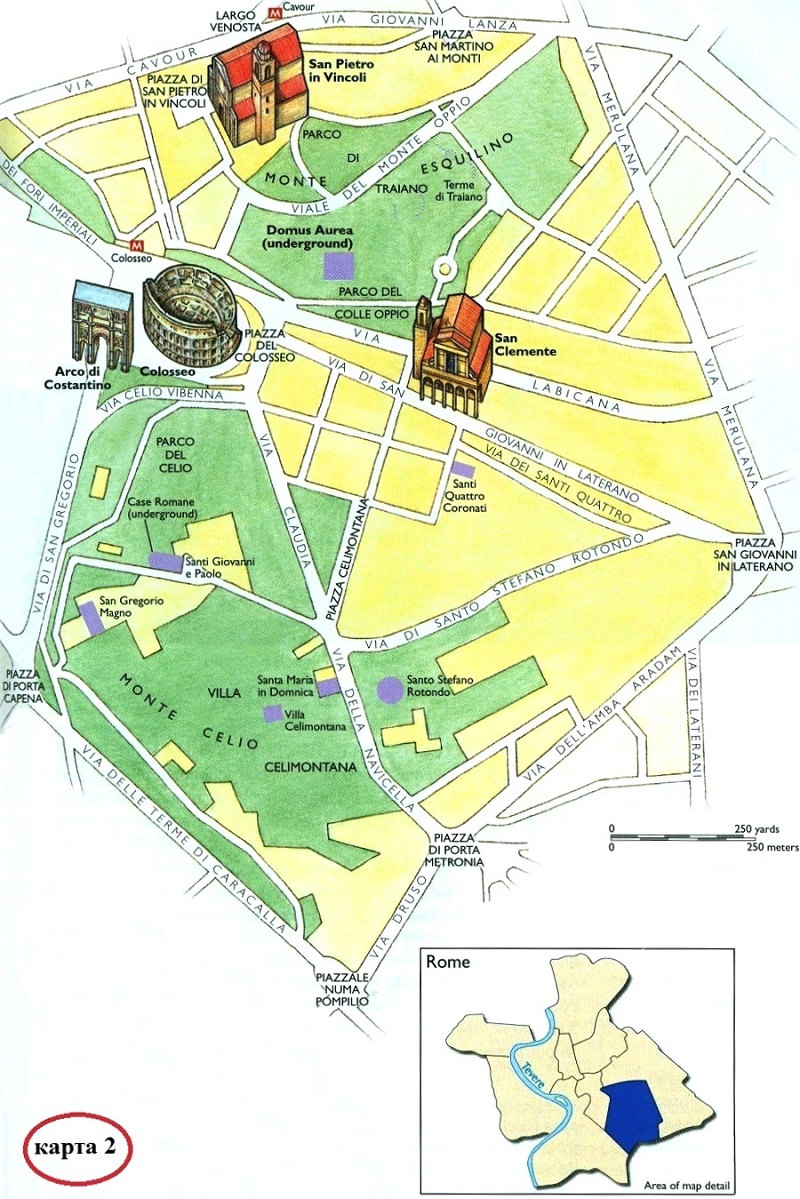 LARGO
VENOSTA
M
Cavour
VIA GIOVANNI LANZA
VIA CAVOUR
PIAZZA
SAN MARTINO
AI MONTI
San Pietro
in Vincoli
PIAZZA DI
SAN PIETRO
IN VINCOLI
VIA MERULANA
PARCO
DI
TRAIANO
MONTE ESQUILINO
VIALE DEL MONTE OPPIO
Terme
di Traiano
DEI FORI IMPERIALI
Domus Aurea
(underground)
M
Colosseo
PARCO DEL
COLLE OPPIO
PIAZZA
DEL
COLOSSEO
San
Clemente
Arco di
Costantino
Colosseo
VIA LABICANA
VIA MERULANA
VIA CELIO VIBENNA
VIA DI SAN GIOVANNI IN LATERANO
VIA DEI SANTI QUATTRO
PARCO
DEL
CELIO
Santi
Quattro
Coronati
VIA DI SAN GREGORIO
Case Romane
(underground)
VIA CLAUDIA
PIAZZA CELIMONTANA
PIAZZA
SAN GIOVANNI
IN LATERANO
Santi Giovanni
e Paolo
San Gregorio
Magno
VIA DI SANTO STEFANO ROTONDO
PIAZZA
DI PORTA
CAPENA
MONTE CELIO
VILLA
CELIMONTANA
Santa Maria
in Domnica
Villa
Celimontana
Santo Stefano
Rotondo
VIA DELLA NAVICELLA
VIA DELL'AMBA ARADAM
VIA DEI LATERANI
VIA DELLE TERME DI CARACALLA
PIAZZA
DI PORTA
METRONIA
0 250 yards
0 250 meters
VIA DRUSO
PIAZZALE
NUMA
POMPILIO
Rome
Tevere
Area of map detail
карта 2